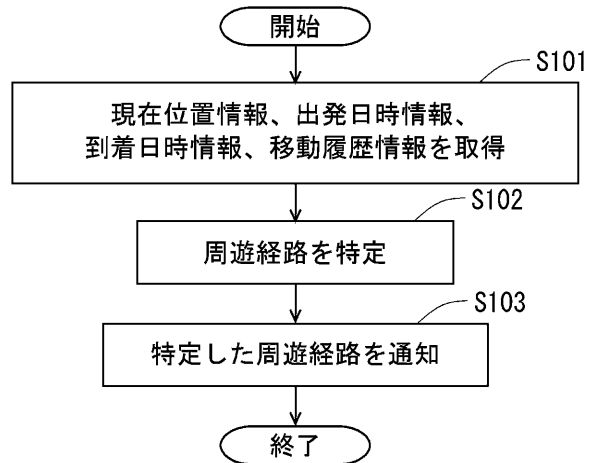 開始
S101
現在位置情報、出発日時情報、
到着日時情報、移動履歴情報を取得
S102
周遊経路を特定
S103
特定した周遊経路を通知
終了